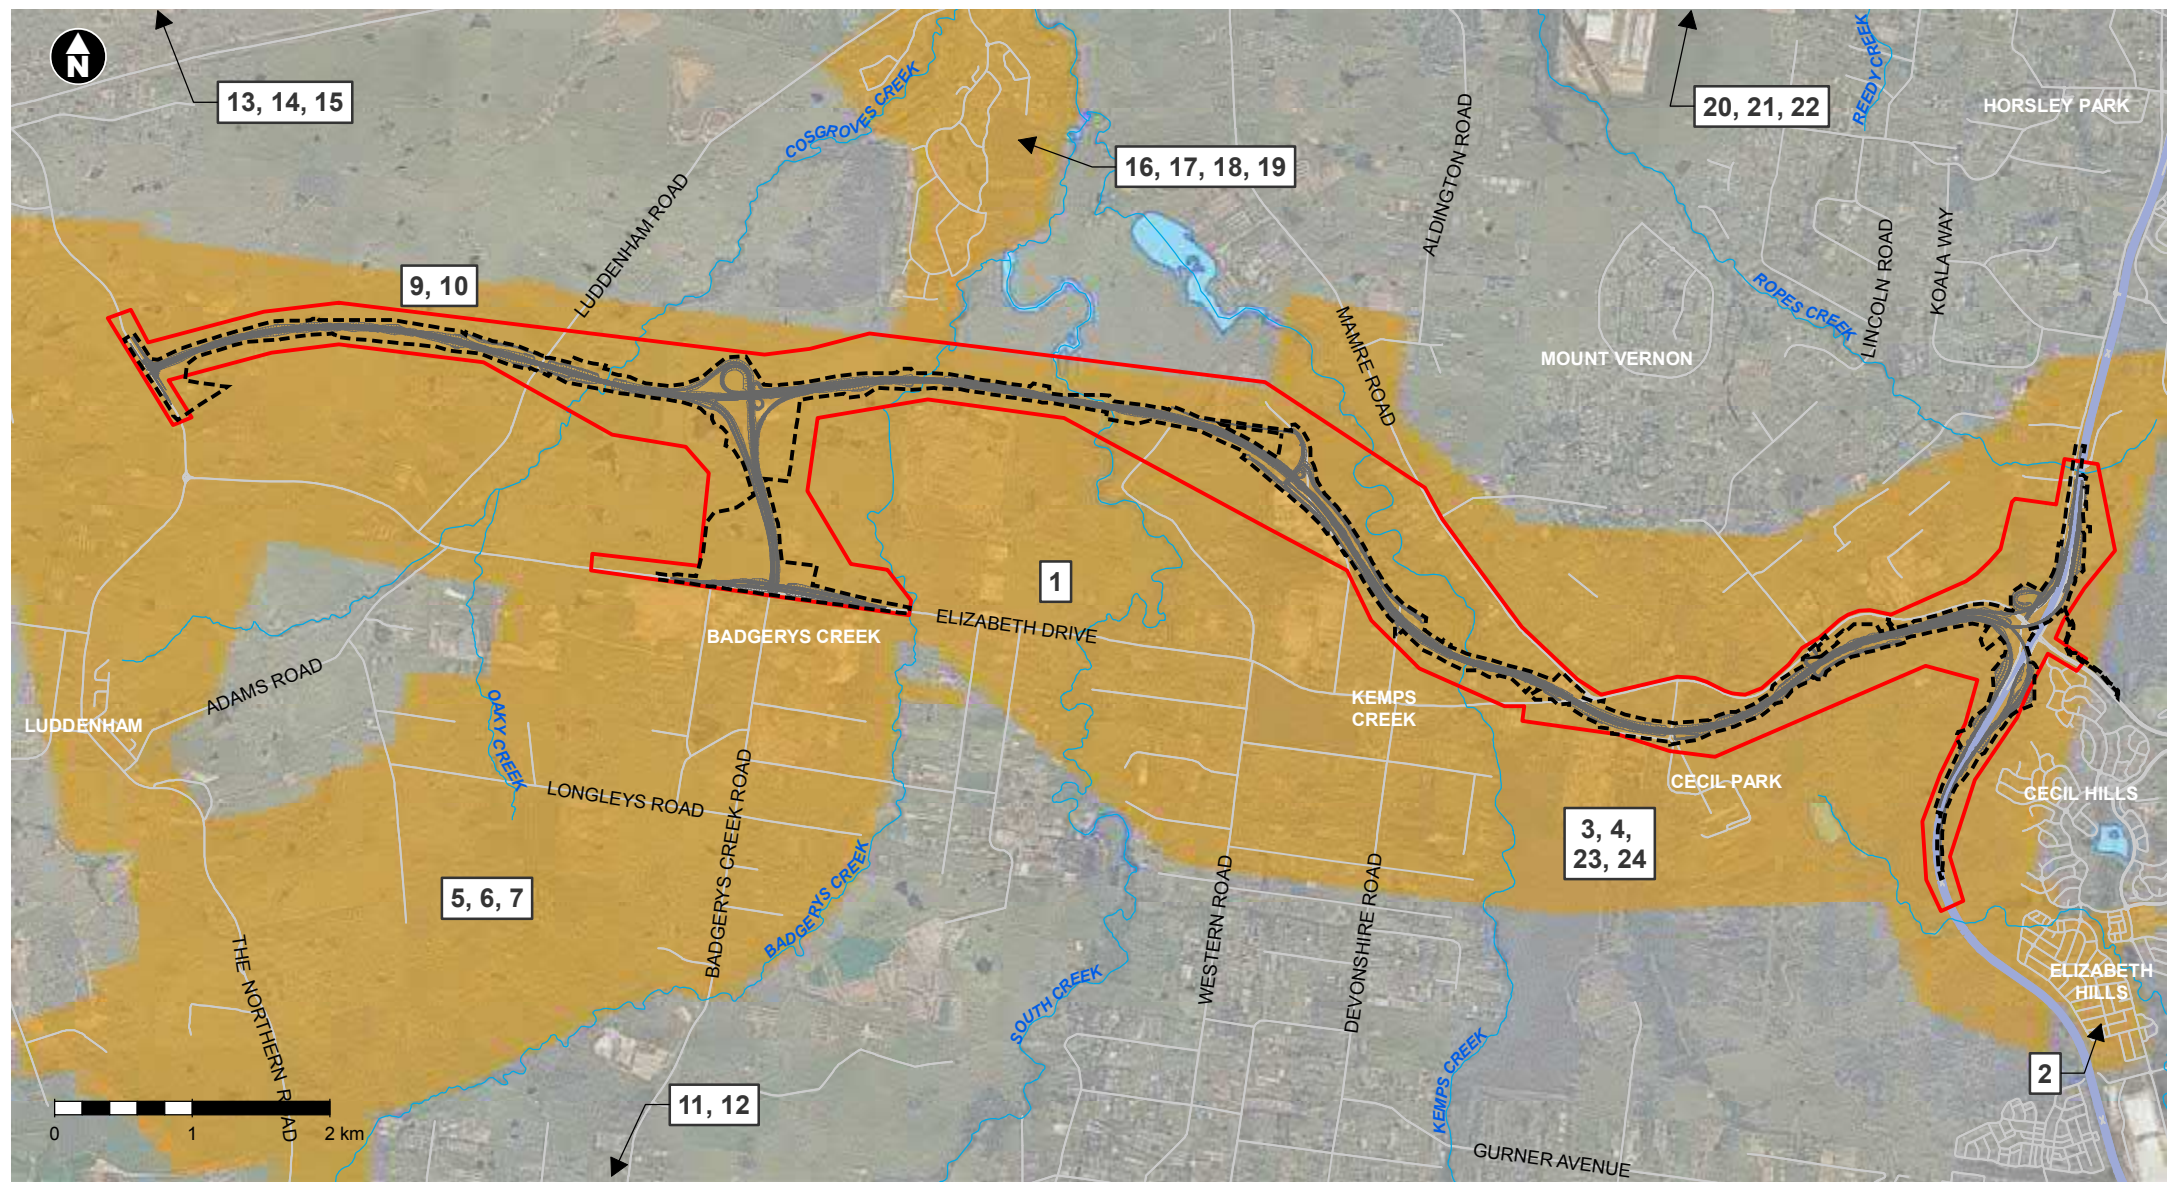 N
13, 14, 15
COSGROVES CREEK
16, 17, 18, 19
ALDINGTON ROAD
20, 21, 22
REEDY CREEK
HORSLEY PARK
LUDDENHAM ROAD
9, 10
MAMRE ROAD
MOUNT VERNON
ROPES CREEK
LINCOLN ROAD
KOALA WAY
1
ELIZABETH DRIVE
BADGERYS CREEK
ADAMS ROAD
LUDDENHAM
OAKY CREEK
LONGLEYS ROAD
BADGERYS CREEK ROAD
KEMPS
CREEK
CECIL PARK
CECIL HILLS
3, 4,
23, 24
5, 6, 7
BADGERYS CREEK
WESTERN ROAD
DEVONSHIRE ROAD
THE NORTHERN ROAD
SOUTH CREEK
KEMPS CREEK
ELIZABETH
HILLS
2
11, 12
0 1 2 km
GURNER AVENUE